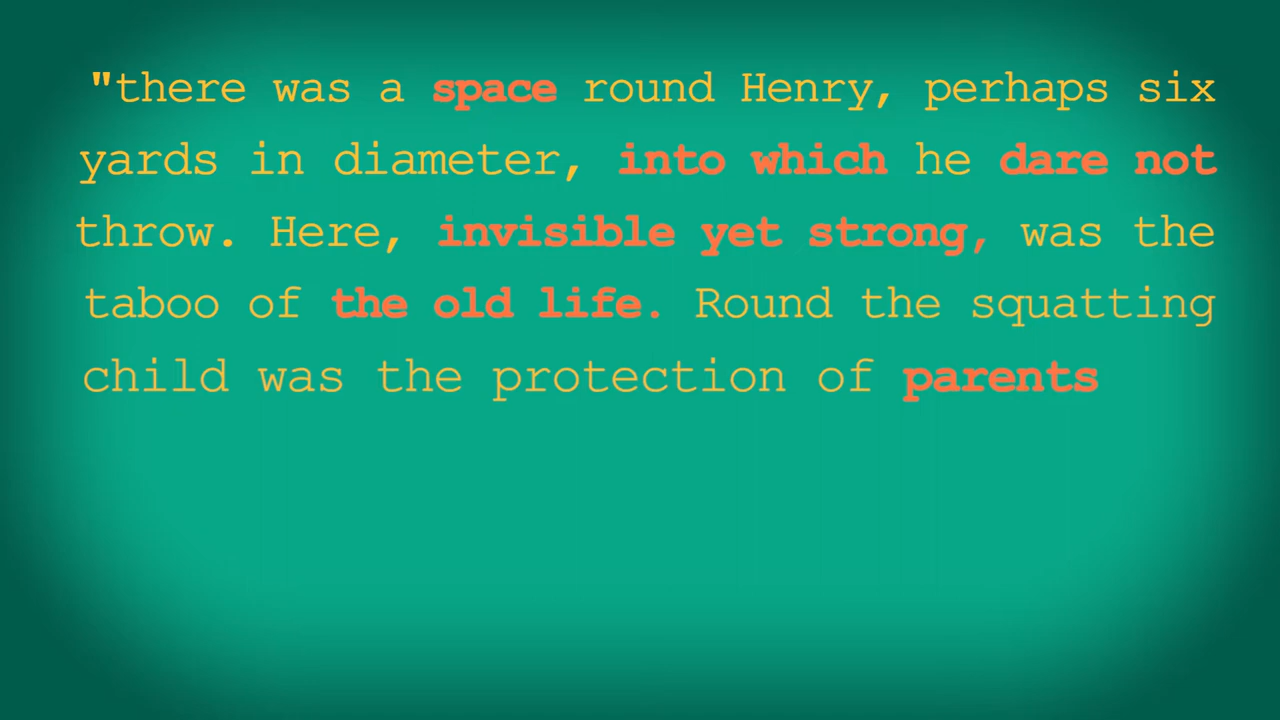 "there was a space round Henry, perhaps six
yards in diameter, into which he dare not
throw. Here, invisible yet strong, was the
taboo of the old life. Round the squatting
child was the protection of parents